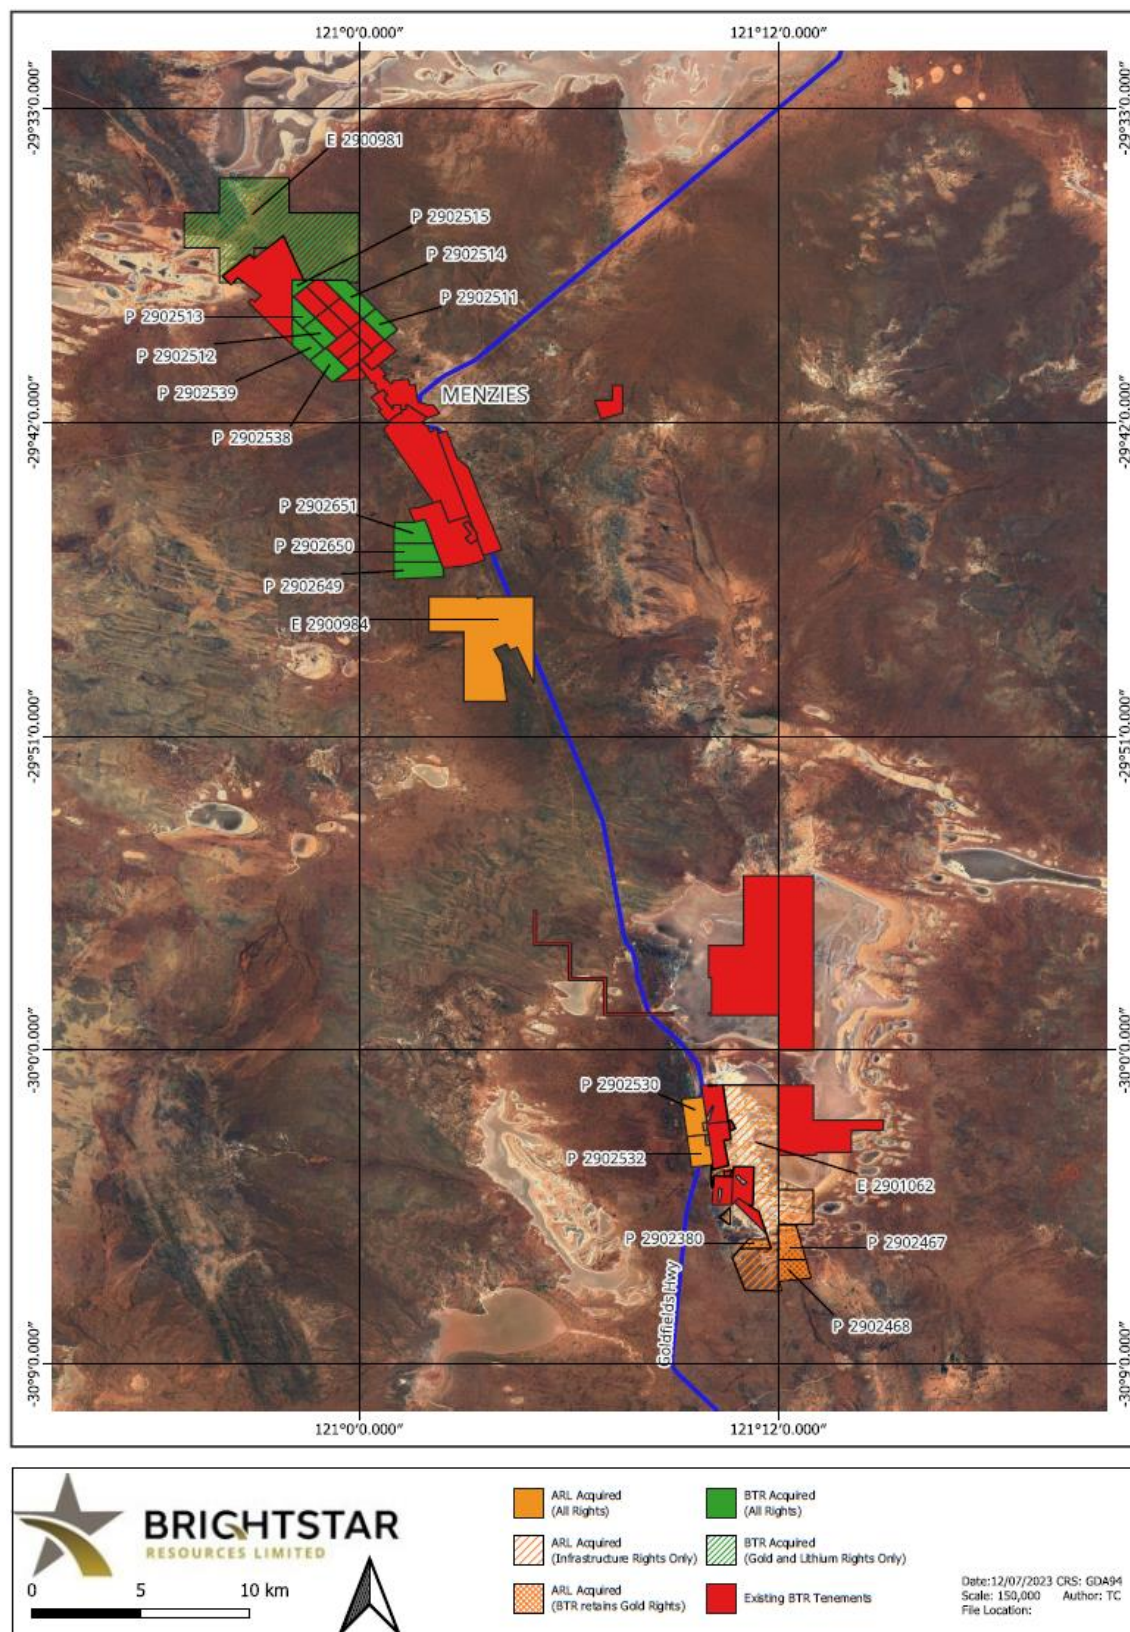 121°0'0.000"
121°12'0.000"
-29°33'0.000"
-29°33'0.000"
E 2900981
P 2902515
P 2902514
P 2902511
P 2902513
P 2902512
P 2902539
P 2902538
MENZIES
-29°42'0.000"
-29°42'0.000"
P 2902651
P 2902650
P 2902649
E 2900984
-29°51'0.000"
-29°51'0.000"
-30°0'0.000"
-30°0'0.000"
P 2902530
P 2902532
E 2901062
P 2902380
P 2902467
P 2902468
Goldfields Hwy
-30°9'0.000"
-30°9'0.000"
121°0'0.000"
121°12'0.000"
BRIGHTSTAR
RESOURCES LIMITED
0 5 10 km
ARL Acquired
(All Rights)
ARL Acquired
(Infrastructure Rights Only)
ARL Acquired
(BTR retains Gold Rights)
BTR Acquired
(All Rights)
BTR Acquired
(Gold and Lithium Rights Only)
Existing BTR Tenements
Date:12/07/2023 CRS: GDA94
Scale: 150,000 Author: TC
File Location: